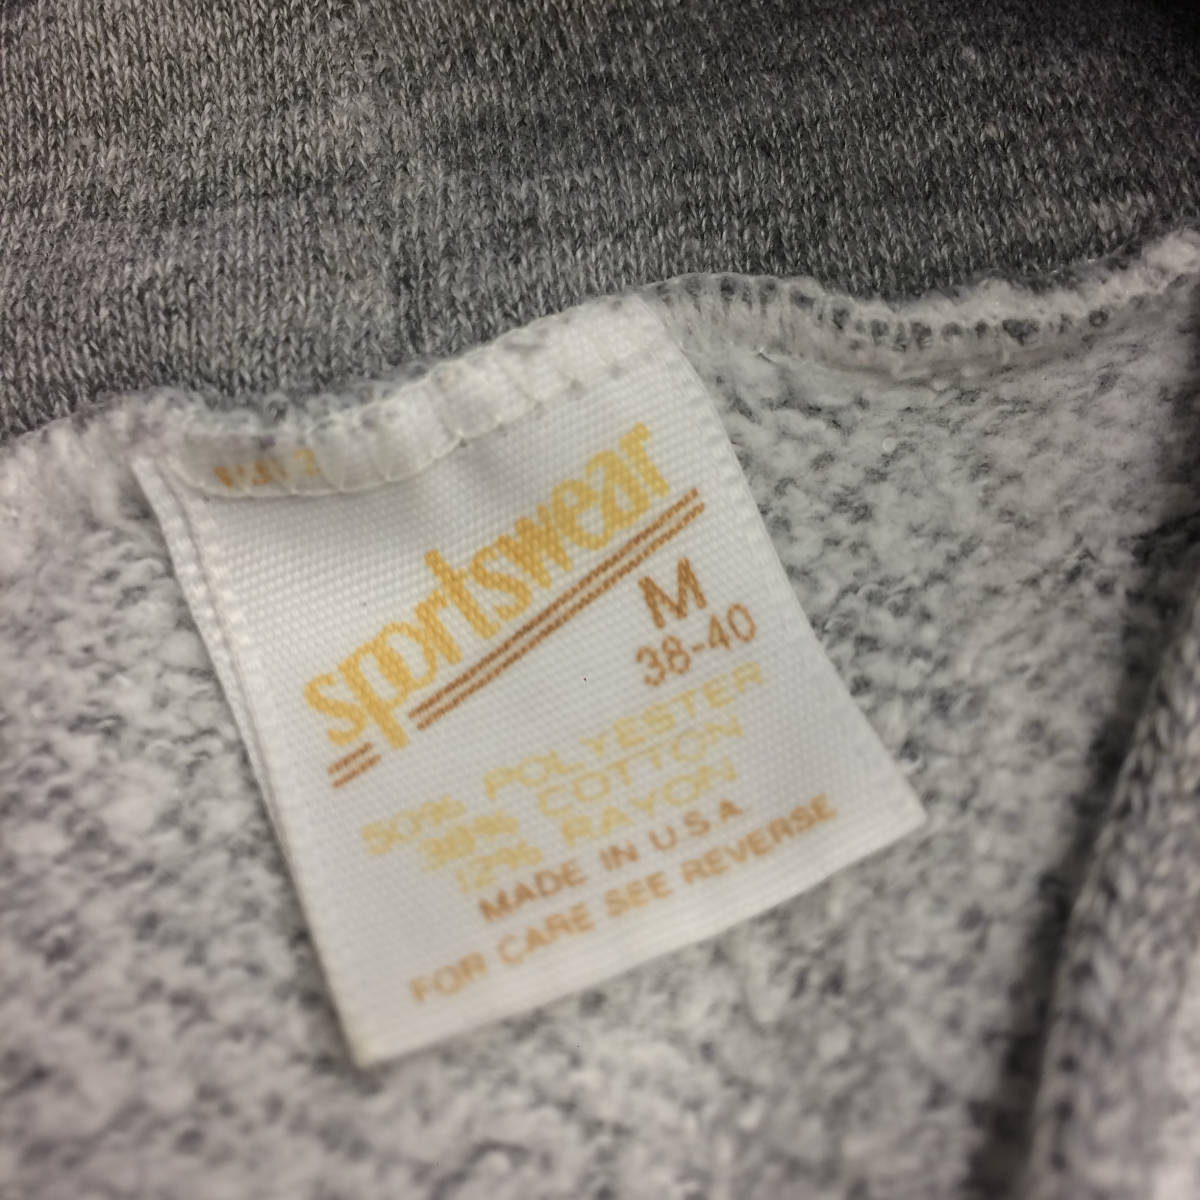 sportswear
M
38-40
50% POLYESTER
38% COTTON
12% RAYON
MADE IN U.S.A
FOR CARE SEE REVERSE